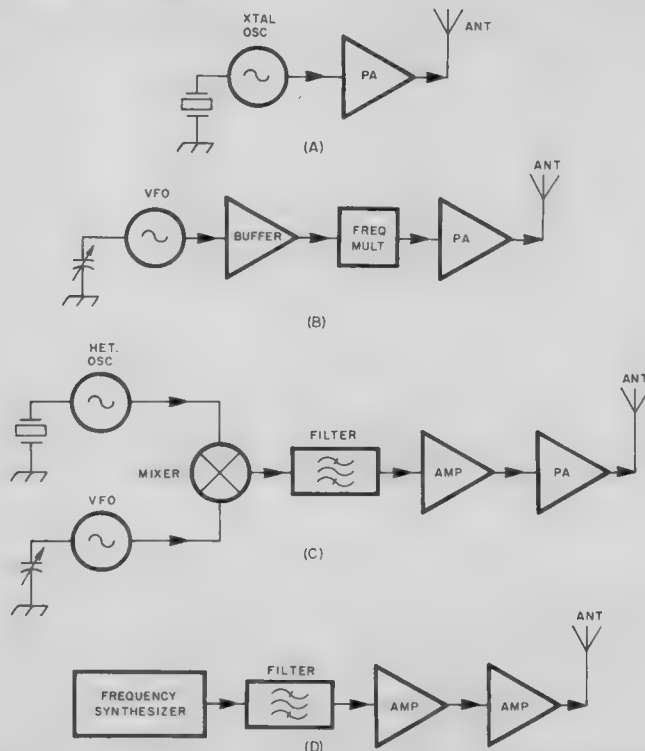 XTAL
OSC
ANT
PA
(A)
VFO
ANT
BUFFER
FREQ
MULT
PA
(B)
HET.
OSC
ANT
FILTER
MIXER
AMP
PA
VFO
(C)
ANT
FILTER
FREQUENCY
SYNTHESIZER
AMP
AMP
(D)